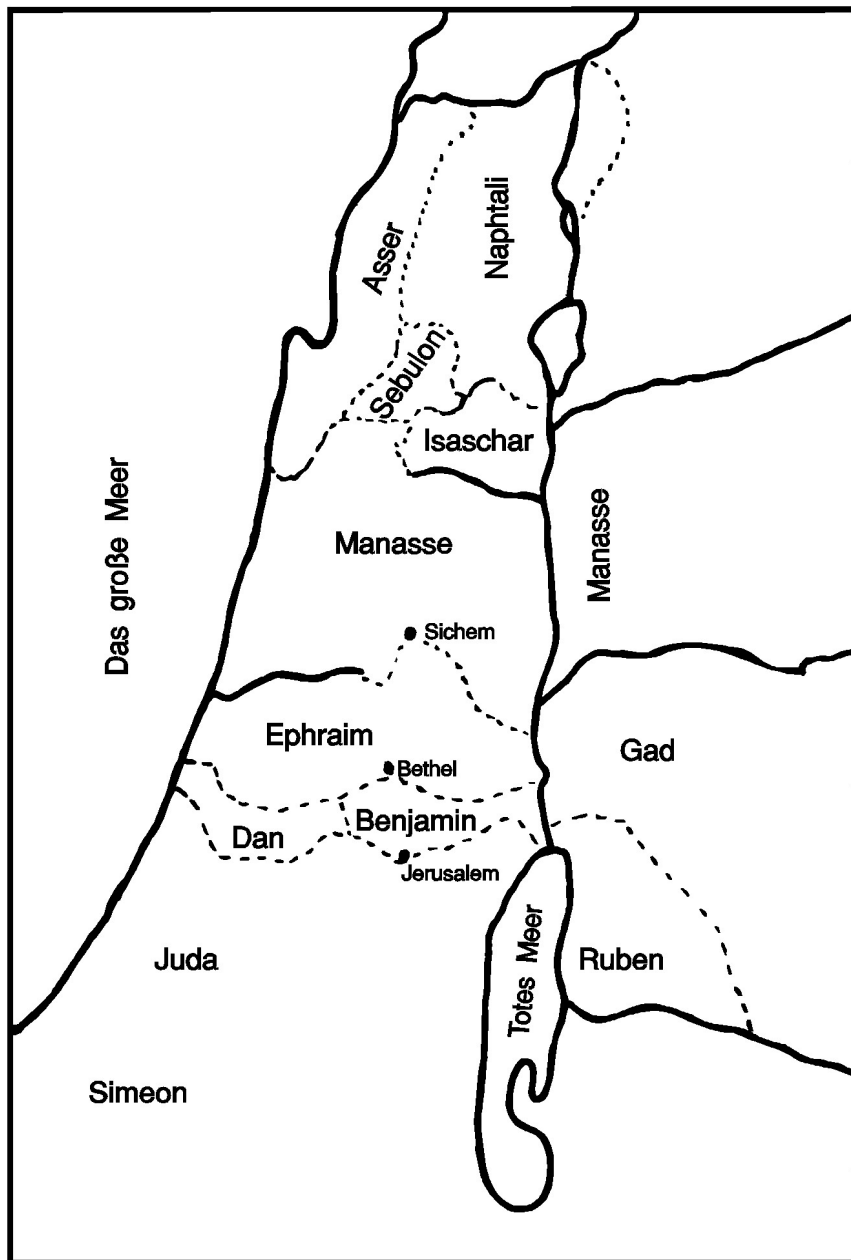 Asser
Naphtali
Sebulon
Isaschar
Das große Meer
Manasse
Manasse
Sichem
Ephraim
Gad
Bethel
Dan
Benjamin
Jerusalem
Juda
Totes Meer
Ruben
Simeon